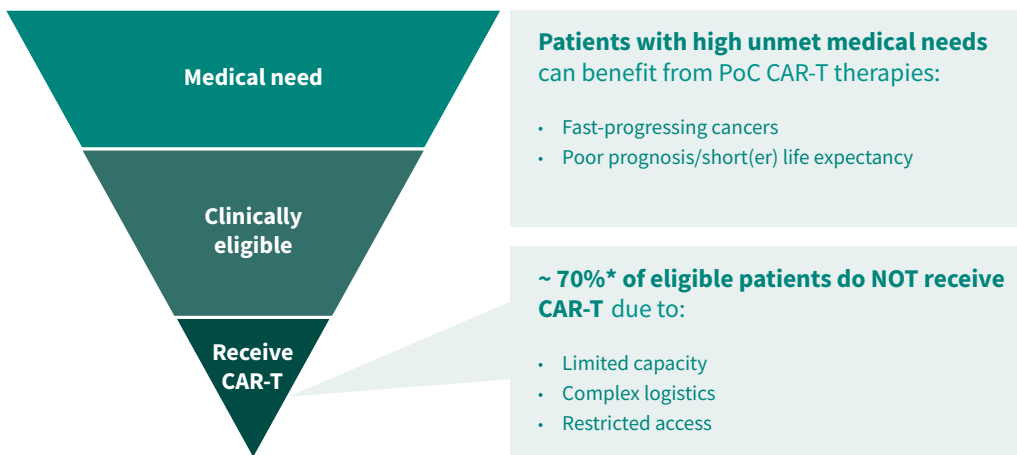 Medical need
Clinically
eligible
Receive
CAR-T
Patients with high unmet medical needs
can benefit from PoC CAR-T therapies:
• Fast-progressing cancers
• Poor prognosis/short(er) life expectancy
~ 70%* of eligible patients do NOT receive
CAR-T due to:
• Limited capacity
• Complex logistics
• Restricted access